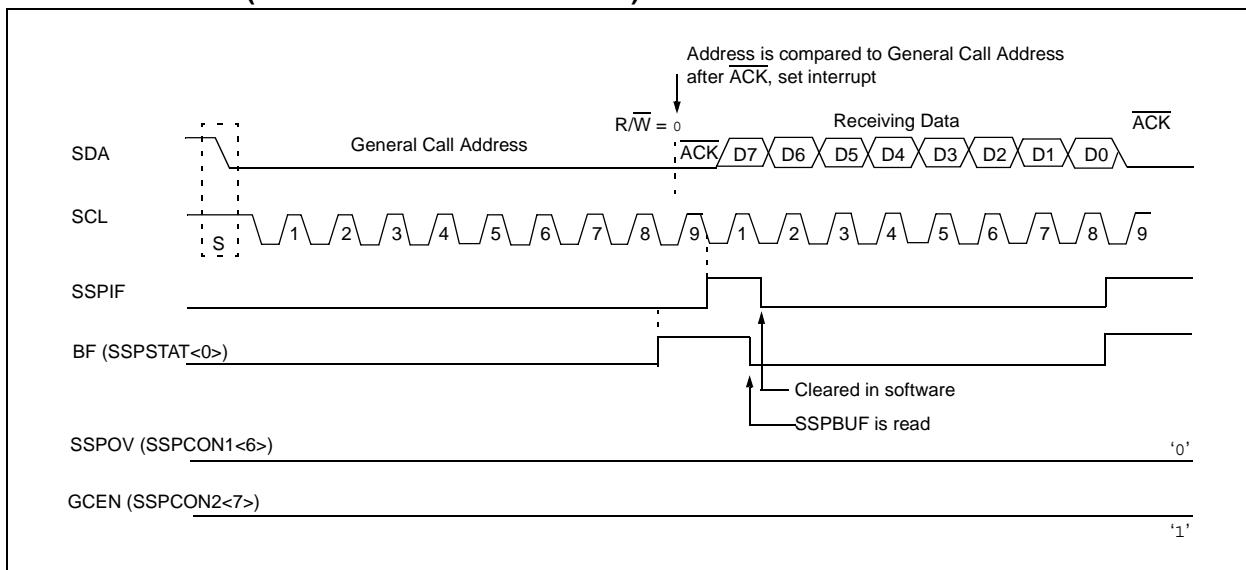 Address is compared to General Call Address
after ACK, set interrupt
R/W = 0
Receiving Data
ACK
SDA
General Call Address
ACK
D7 D6 D5 D4 D3 D2 D1 D0
SCL
S
1 2 3 4 5 6 7 8 9 1 2 3 4 5 6 7 8 9
SSPIF
BF (SSPSTAT<0>)
Cleared in software
SSPBUF is read
SSPOV (SSPCON1<6>)
‘0’
GCEN (SSPCON2<7>)
‘1’